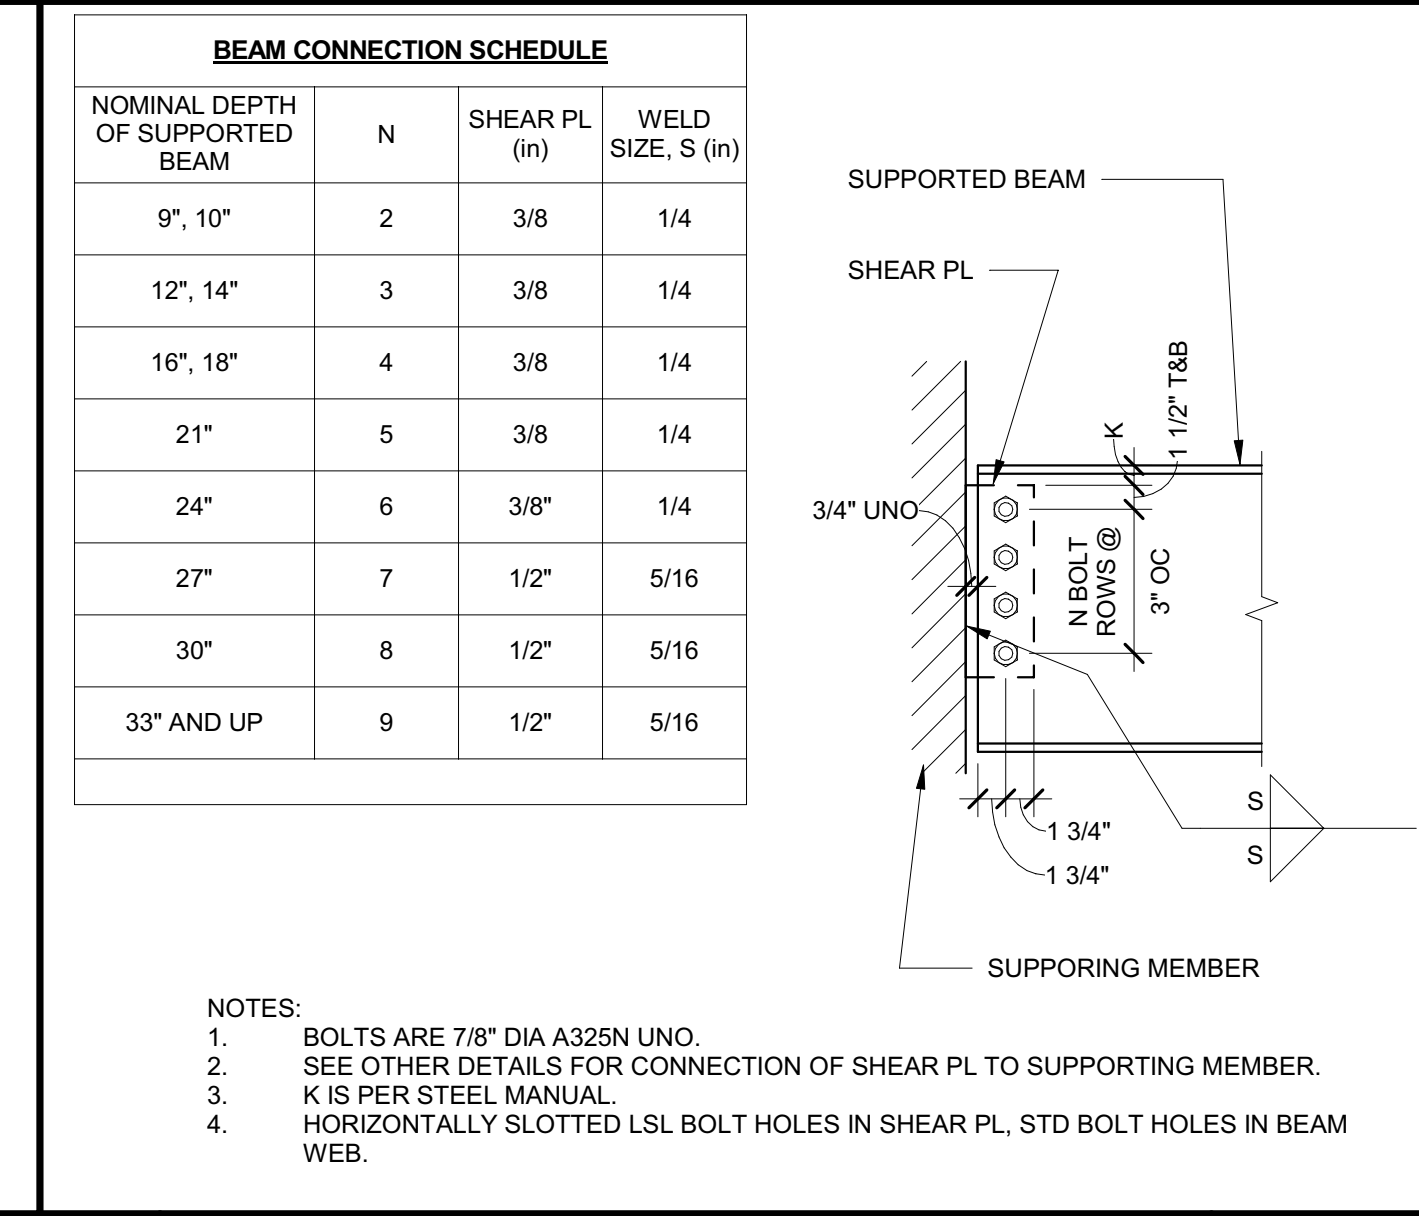 BEAM CONNECTION SCHEDULE
NOMINAL DEPTH
OF SUPPORTED
BEAM
N
SHEAR PL
(in)
WELD
SIZE, S (in)
9", 10" 2 3/8 1/4
12", 14" 3 3/8 1/4
16", 18" 4 3/8 1/4
21" 5 3/8 1/4
24" 6 3/8" 1/4
27" 7 1/2" 5/16
30" 8 1/2" 5/16
33" AND UP 9 1/2" 5/16
SUPPORTED BEAM
SHEAR PL
K
1 1/2" T&B
3/4" UNO
N BOLT
ROWS @
3" OC
S
S
1 3/4"
1 3/4"
SUPPORING MEMBER
NOTES:
1. BOLTS ARE 7/8" DIA A325N UNO.
2. SEE OTHER DETAILS FOR CONNECTION OF SHEAR PL TO SUPPORTING MEMBER.
3. K IS PER STEEL MANUAL.
4. HORIZONTALLY SLOTTED LSL BOLT HOLES IN SHEAR PL, STD BOLT HOLES IN BEAM
WEB.